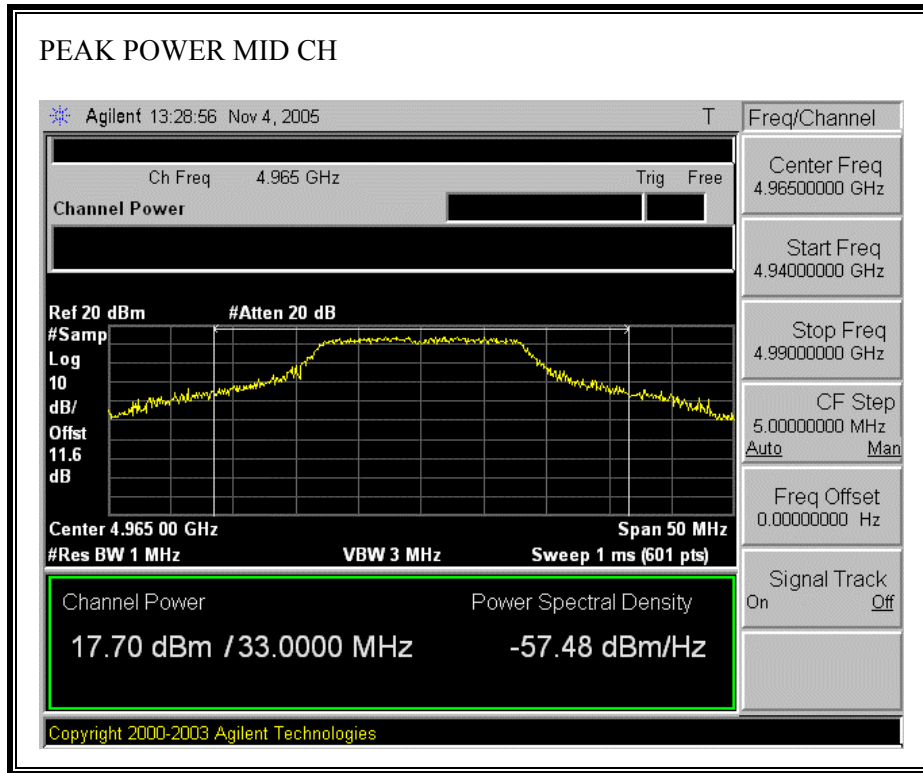 PEAK POWER MID CH
Agilent 13:28:56 Nov 4, 2005 T
Freq/Channel
Ch Freq 4.965 GHz Trig Free
Channel Power
Center Freq
4.96500000 GHz
Start Freq
4.94000000 GHz
Stop Freq
4.99000000 GHz
CF Step
5.00000000 MHz
Auto Man
Freq Offset
0.00000000 Hz
Signal Track
On Off
Ref 20 dBm #Atten 20 dB
#Samp
Log
10
dB/
Offst
11.6
dB
Center 4.965 00 GHz Span 50 MHz
#Res BW 1 MHz VBW 3 MHz Sweep 1 ms (601 pts)
Channel Power Power Spectral Density
17.70 dBm / 33.0000 MHz -57.48 dBm/Hz
Copyright 2000-2003 Agilent Technologies